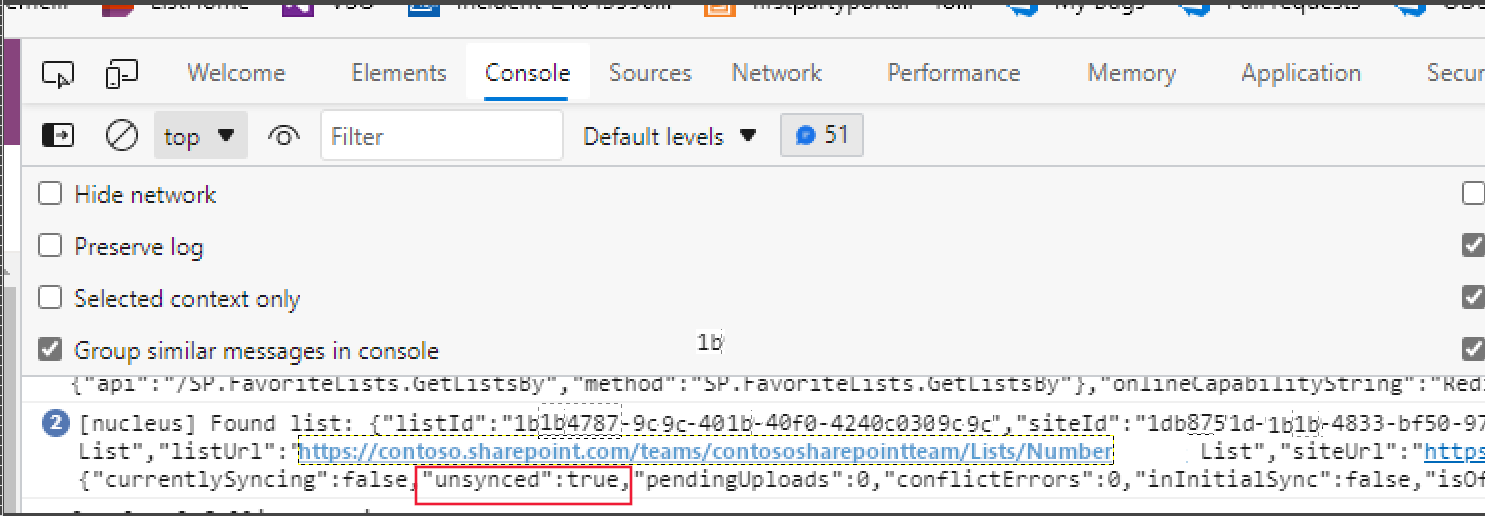 Welcome Elements Console Sources Network Performance Memory Application Secur
top Filter Default levels 51
Hide network
Preserve log
Selected context only
1b
Group similar messages in console
{"api":"/SP.FavoriteLists.GetListsBy","method":"SP.FavoriteLists.GetListsBy"},"onlineCapabilityString":"Redi
2 [nucleus] Found list: {"listId":"1b1b4787-9c9c-401b-40f0-4240c0309c9c","siteId":"1db8751d-1b1b-4833-bf50-97
List","listUrl":"https://contoso.sharepoint.com/teams/contososharepointteam/Lists/Number List","siteUrl":"https
{"currentlySyncing":false,"unsynced":true,"pendingUploads":0,"conflictErrors":0,"inInitialSync":false,"isOf